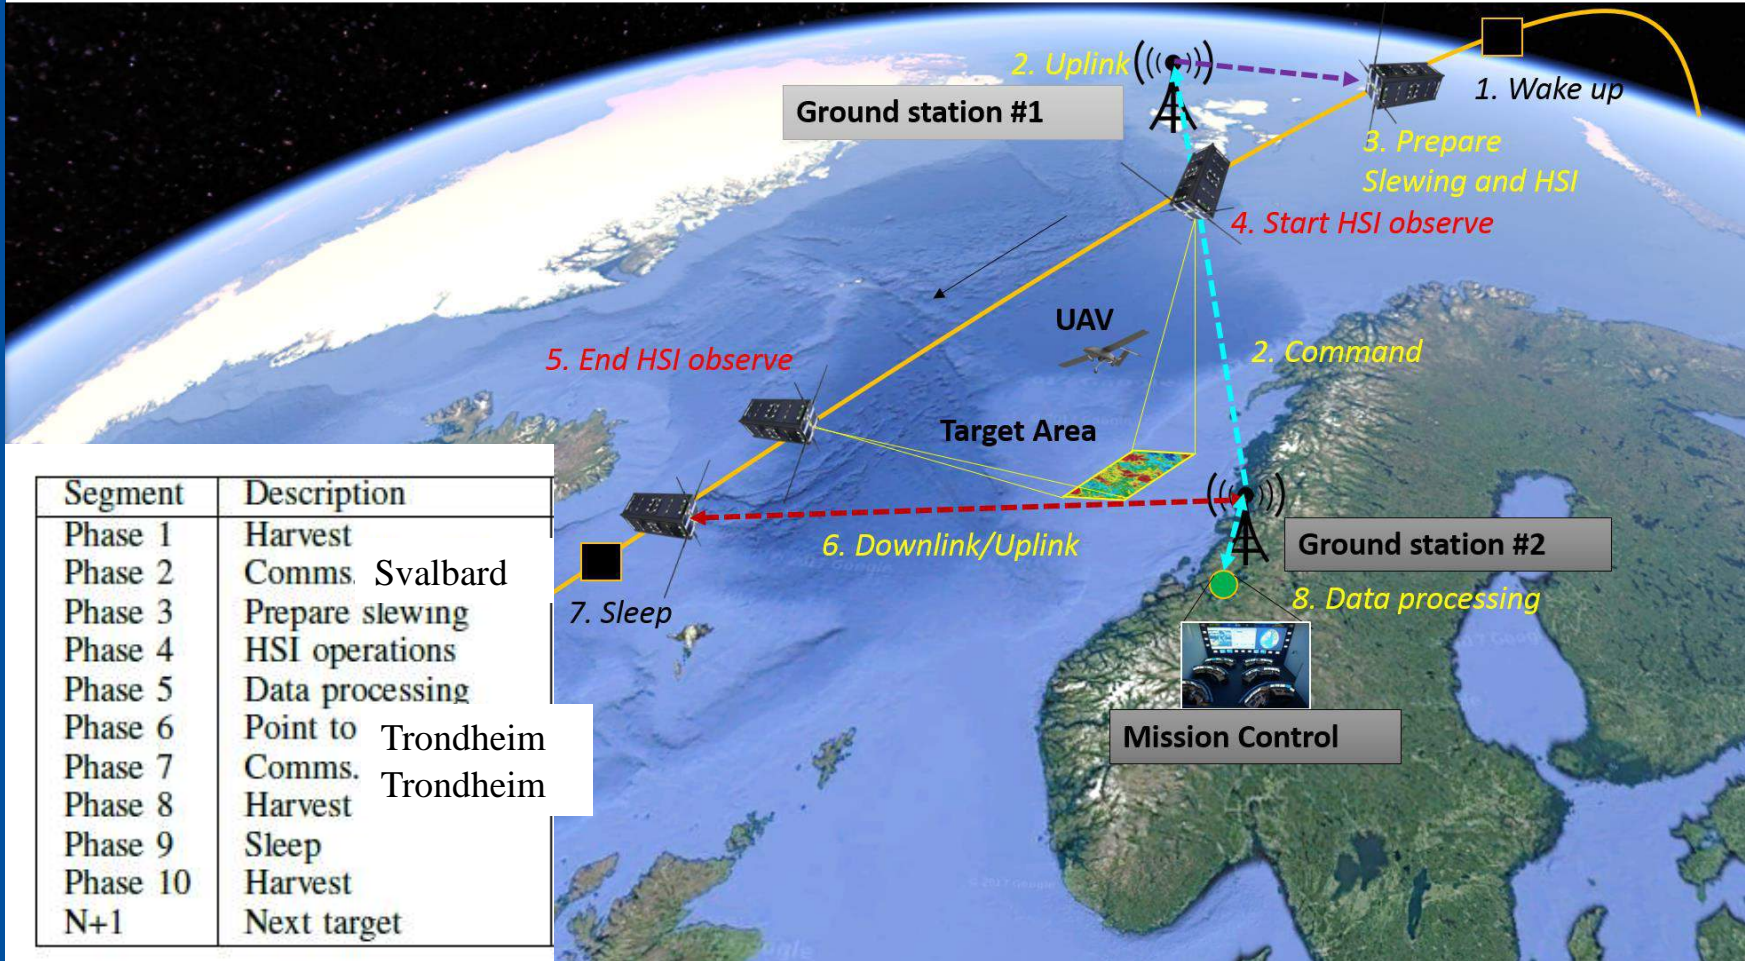 2. Uplink
Ground station #1
1. Wake up
3. Prepare
Slewing and HSI
4. Start HSI observe
UAV
2. Command
5. End HSI observe
Target Area
6. Downlink/Uplink
Ground station #2
7. Sleep
8. Data processing
Mission Control
Segment Description
Phase 1 Harvest
Phase 2 Comms. Svalbard
Phase 3 Prepare slewing
Phase 4 HSI operations
Phase 5 Data processing
Phase 6 Point to Trondheim
Phase 7 Comms. Trondheim
Phase 8 Harvest
Phase 9 Sleep
Phase 10 Harvest
N+1 Next target